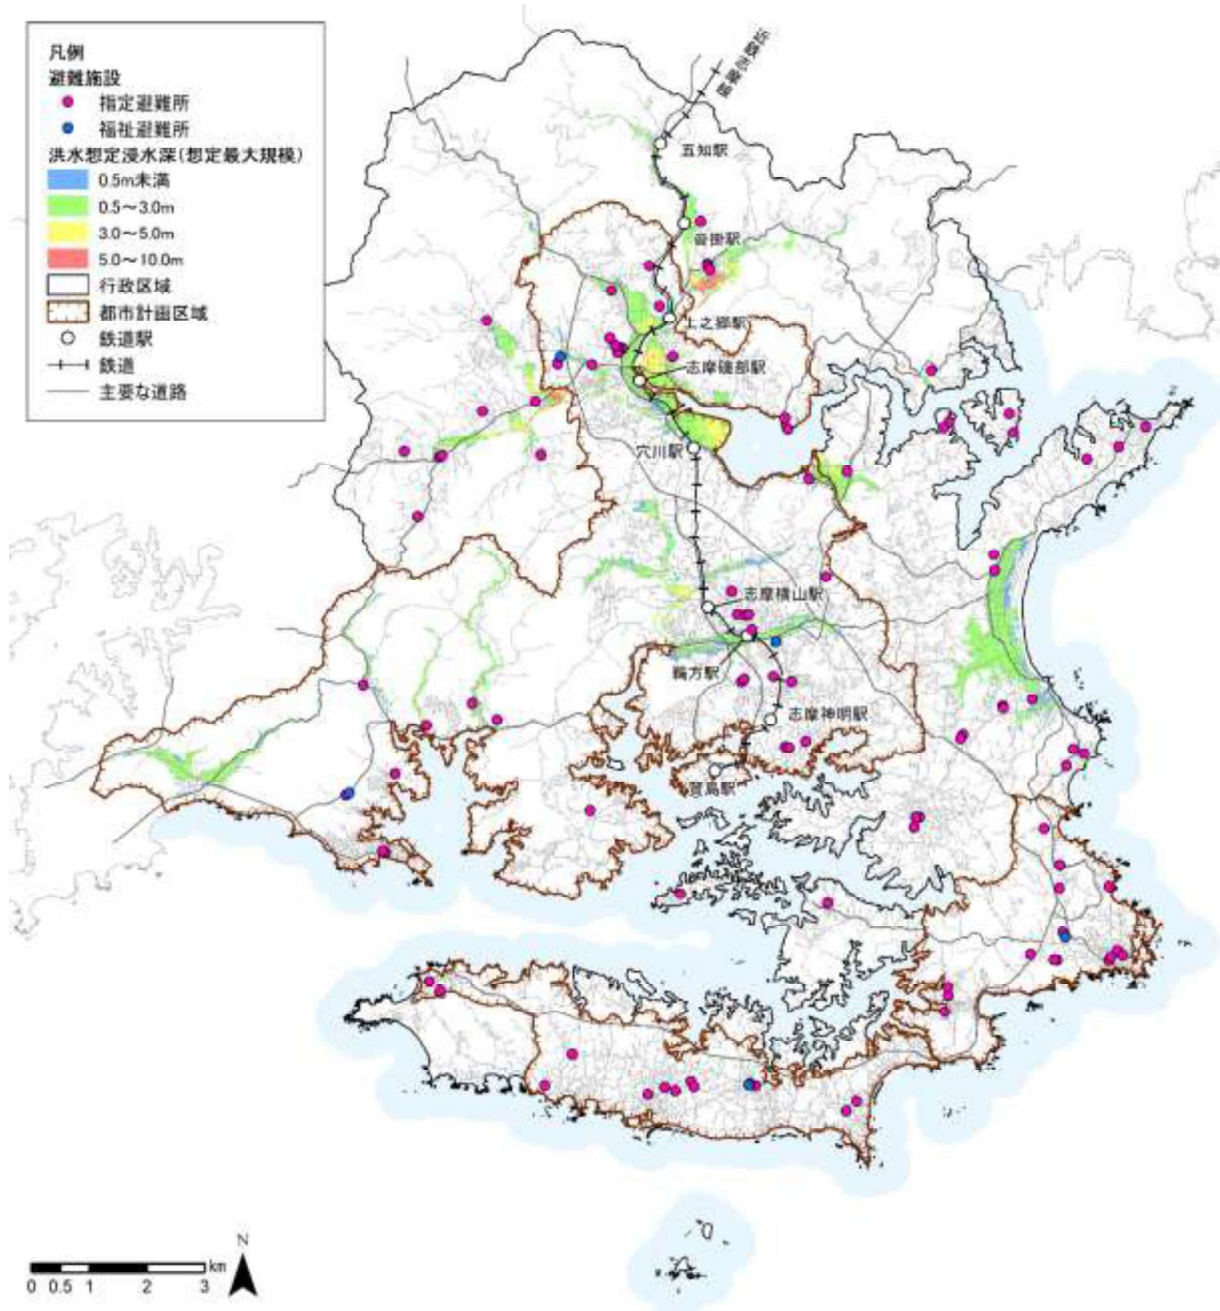 凡例
避難施設
指定避難所
福祉避難所
洪水想定浸水深(想定最大規模)
0.5m未満
0.5～3.0m
3.0～5.0m
5.0～10.0m
行政区域
都市計画区域
鉄道駅
鉄道
主要な道路
近鉄志摩線
五知駅
沓掛駅
上之郷駅
志摩磯部駅
穴川駅
志摩横山駅
鵜方駅
志摩神明駅
賢島駅
N
km
0 0.5 1 2 3